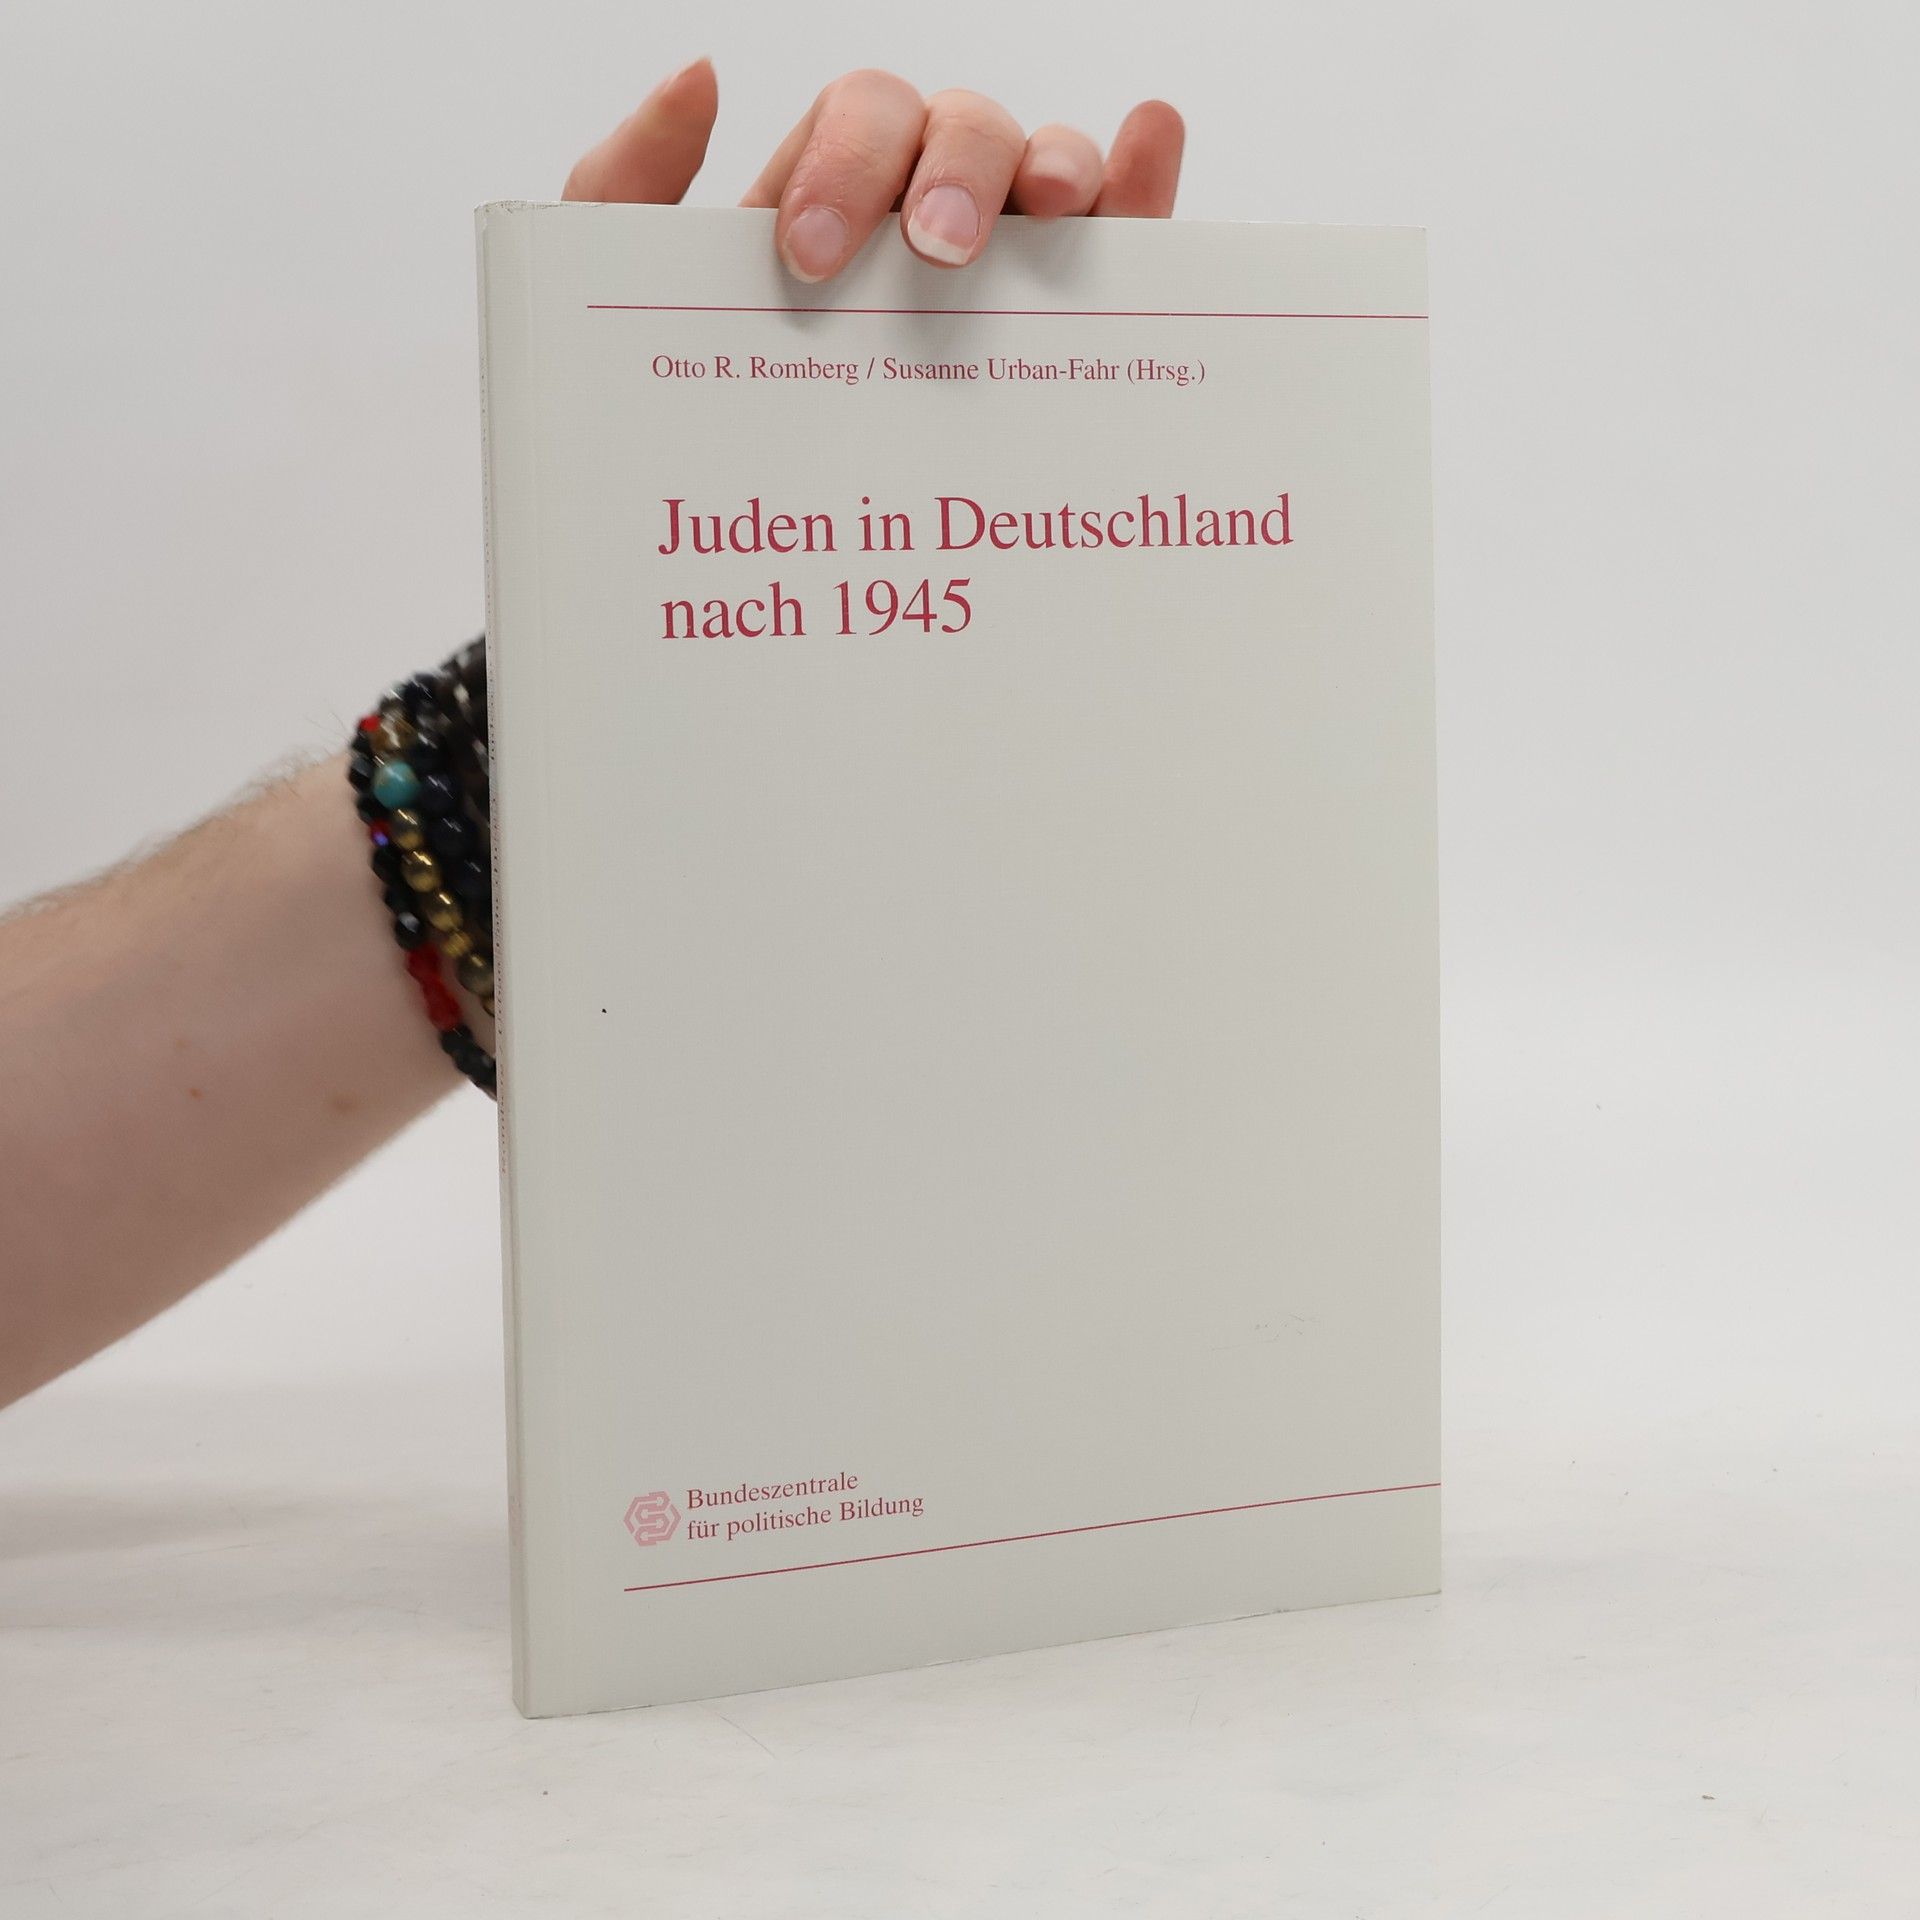 Otto R. Romberg / Susanne Urban-Fahr (Hrsg.)
Juden in Deutschland
nach 1945
Bundeszentrale
für politische Bildung